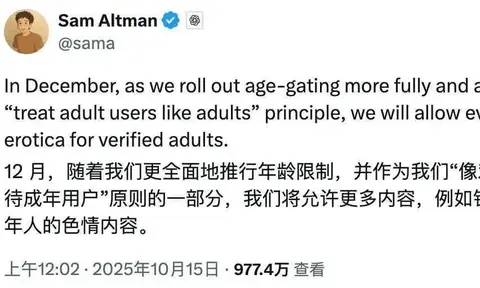 Sam Altman
@sama
In December, as we roll out age-gating more fully and a
“treat adult users like adults” principle, we will allow ev
erotica for verified adults.
12 月，随着我们更全面地推行年龄限制，并作为我们“像
待成年用户”原则的一部分，我们将允许更多内容，例如
年人的色情内容。
上午12:02 · 2025年10月15日 · 977.4万 查看